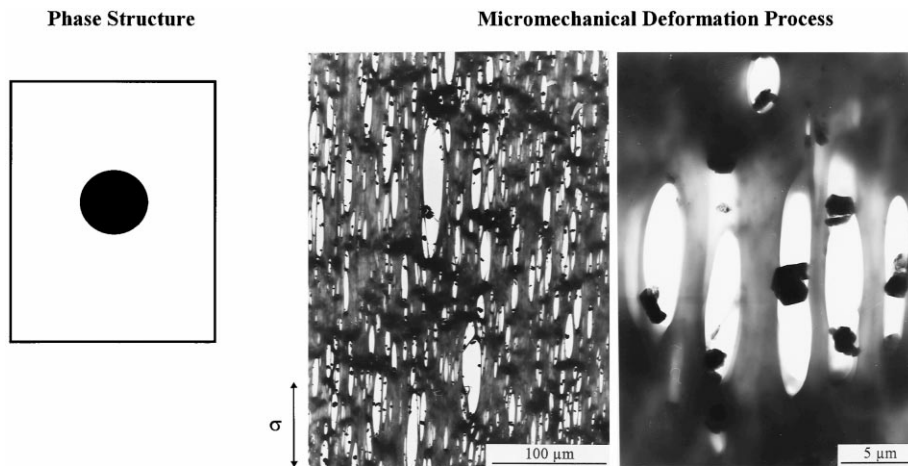 Phase Structure
Micromechanical Deformation Process
σ
100 µm
5 µm